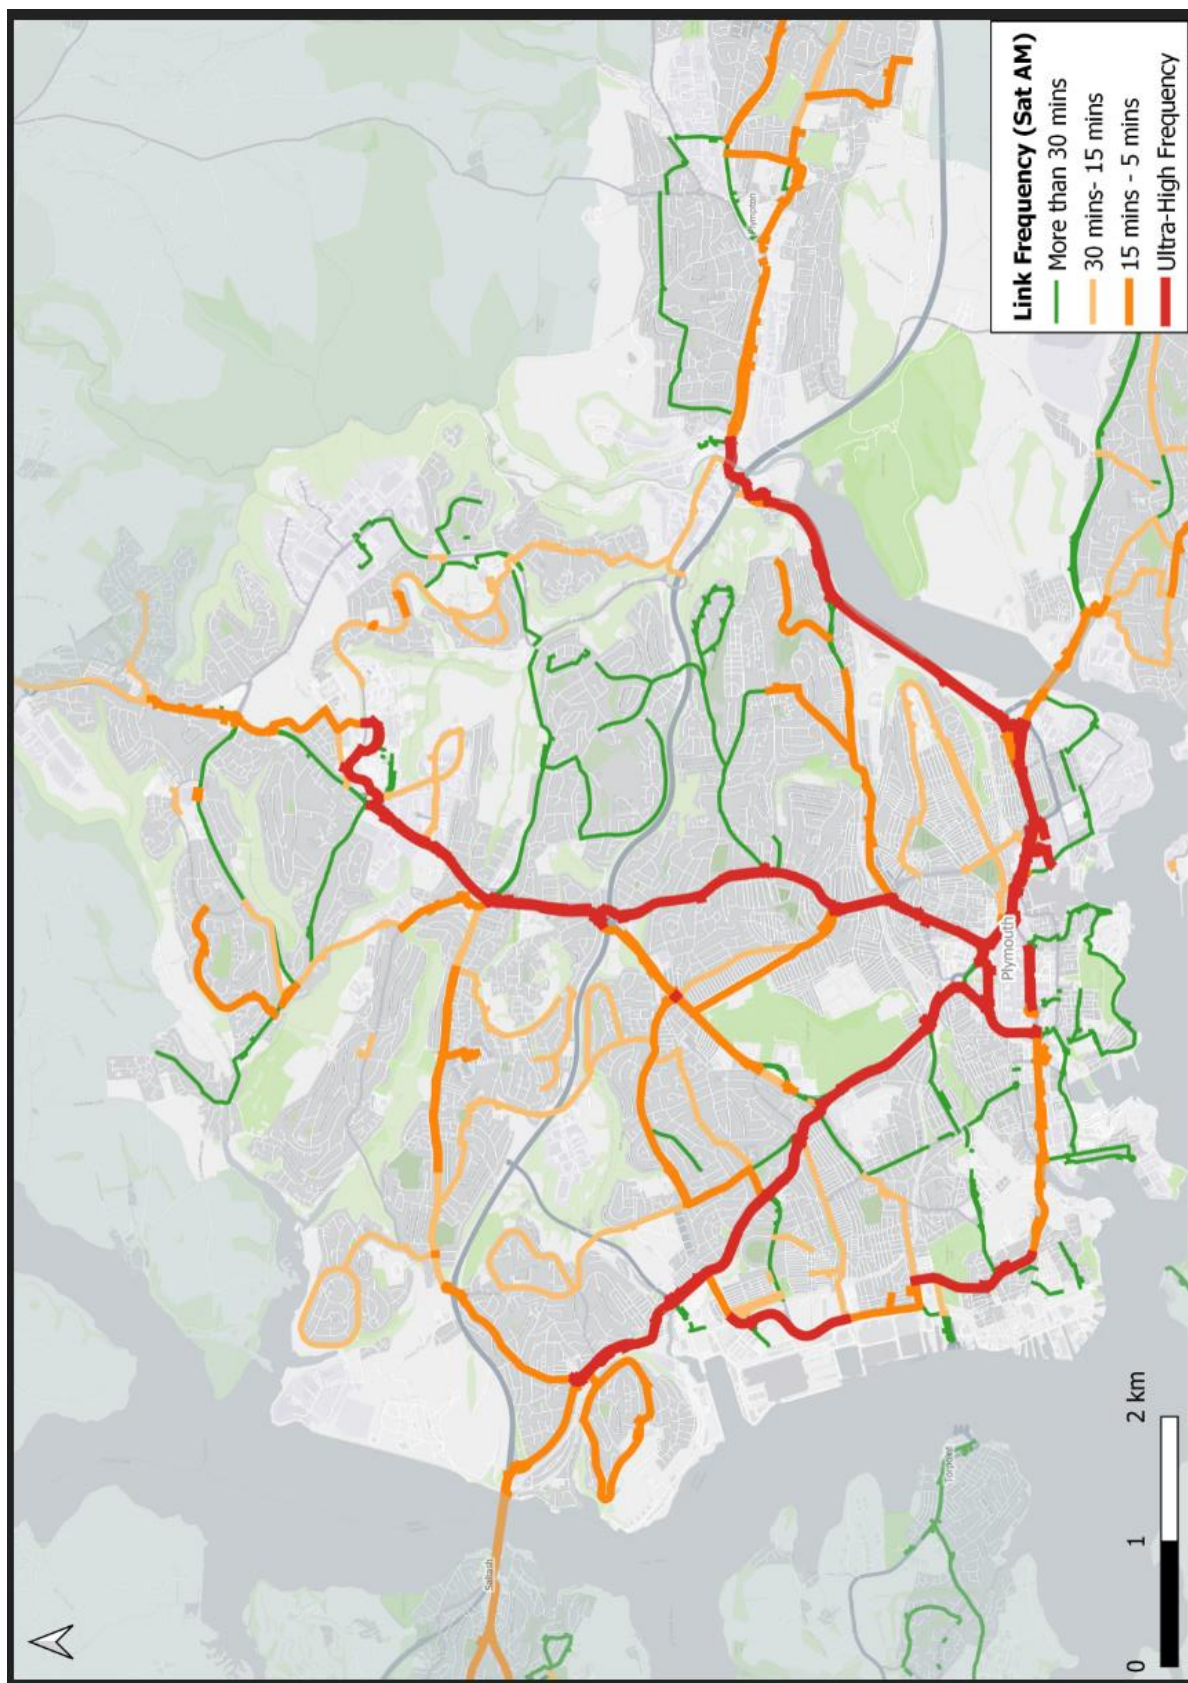 Link Frequency (Sat AM)
More than 30 mins
30 mins- 15 mins
15 mins - 5 mins
Ultra-High Frequency
Plympton
Plymouth
Saltash
Torpoint
0 1 2 km